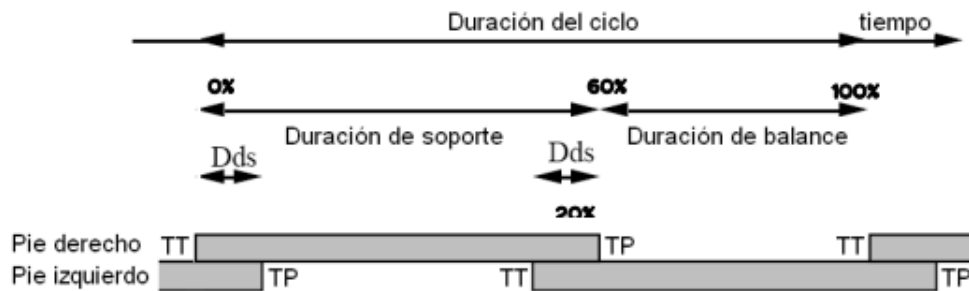 Duración del ciclo tiempo
0% 60% 100%
Duración de soporte Duración de balance
Dds Dds
20%
Pie derecho TT TP TT
Pie izquierdo TP TT TP